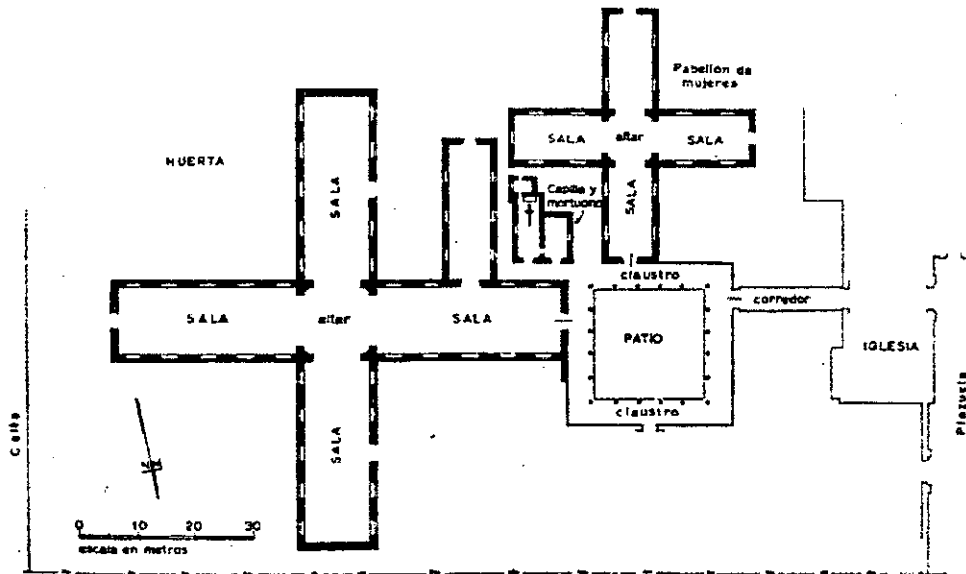 Pabellón de
mujeres
SALA
altar
SALA
HUERTA
SALA
Capilla y
mortuorio
SALA
claustro
corredor
SALA
altar
SALA
PATIO
IGLESIA
claustro
SALA
Calle
Plazuela
N
0 10 20 30
escala en metros